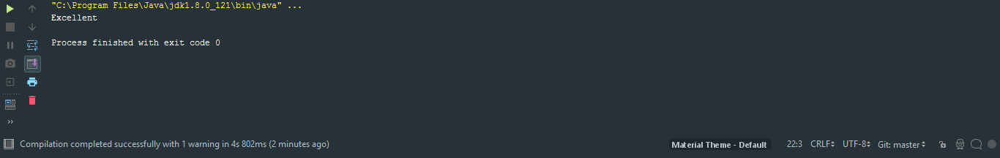 "C:\Program Files\Java\jdk1.8.0_121\bin\java" ...
Excellent
Process finished with exit code 0
Compilation completed successfully with 1 warning in 4s 802ms (2 minutes ago) Material Theme - Default 22:3 CRLF UTF-8 Git: master